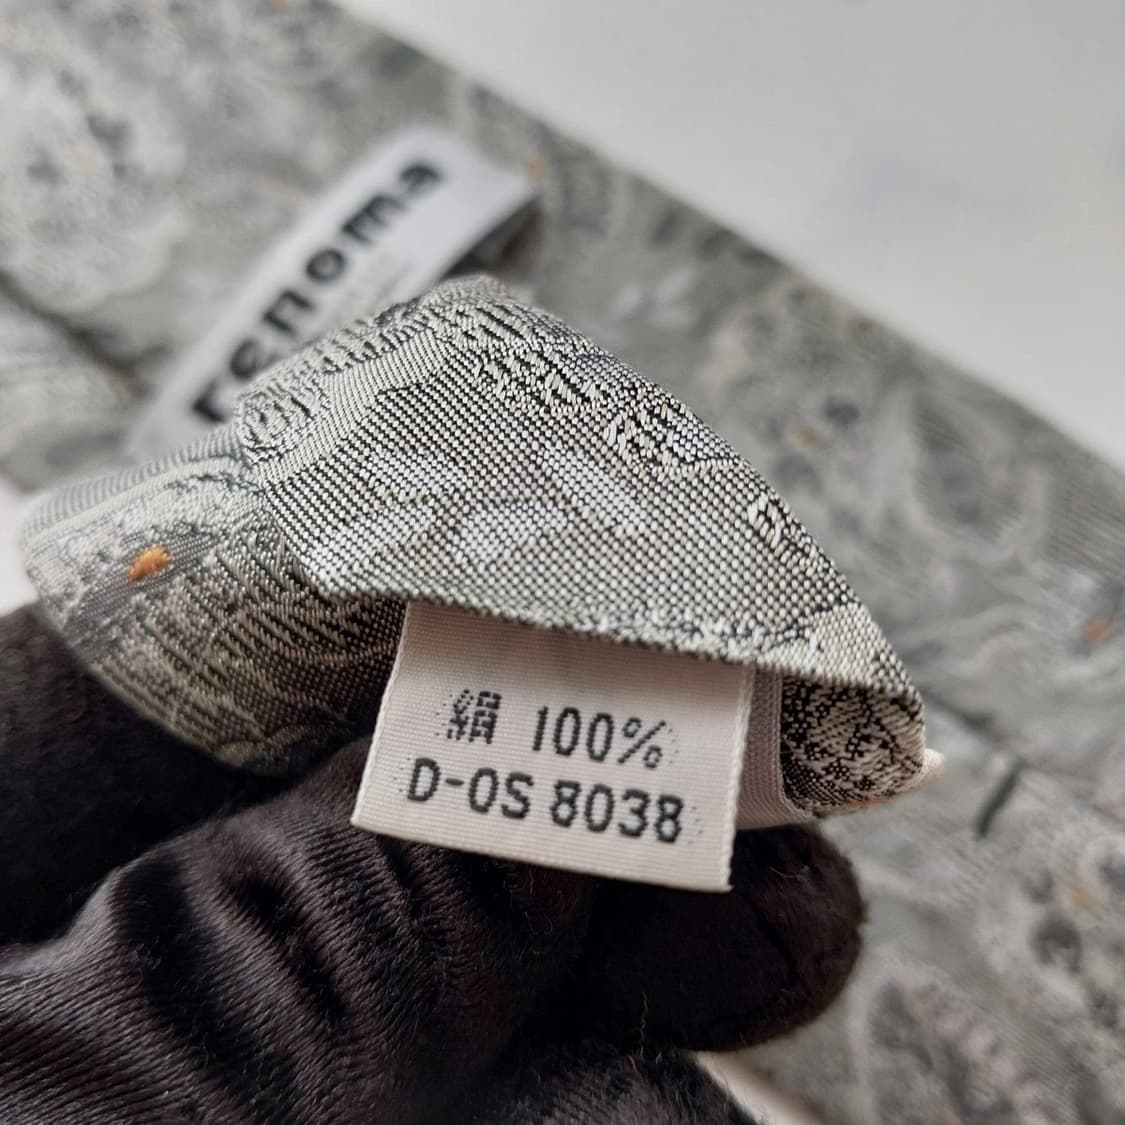 renoma
絹 100%
D-OS 8038